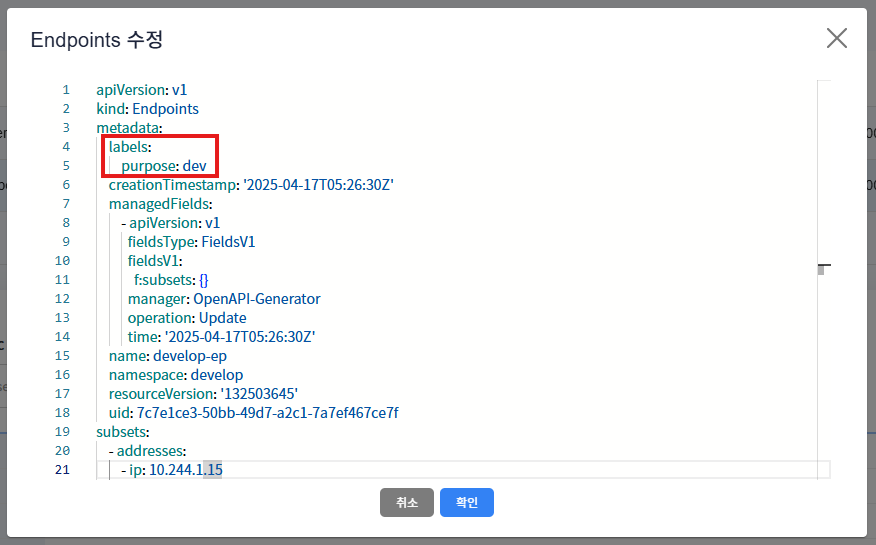 Endpoints 수정
1 apiVersion: v1
2 kind: Endpoints
3 metadata:
4 labels:
5 purpose: dev
6 creationTimestamp: '2025-04-17T05:26:30Z'
7 managedFields:
8 - apiVersion: v1
9 fieldsType: FieldsV1
10 fieldsV1:
11 f:subsets: {}
12 manager: OpenAPI-Generator
13 operation: Update
14 time: '2025-04-17T05:26:30Z'
15 name: develop-ep
16 namespace: develop
17 resourceVersion: '132503645'
18 uid: 7c7e1ce3-50bb-49d7-a2c1-7a7ef467ce7f
19 subsets:
20 - addresses:
21 - ip: 10.244.1.15
취소 확인